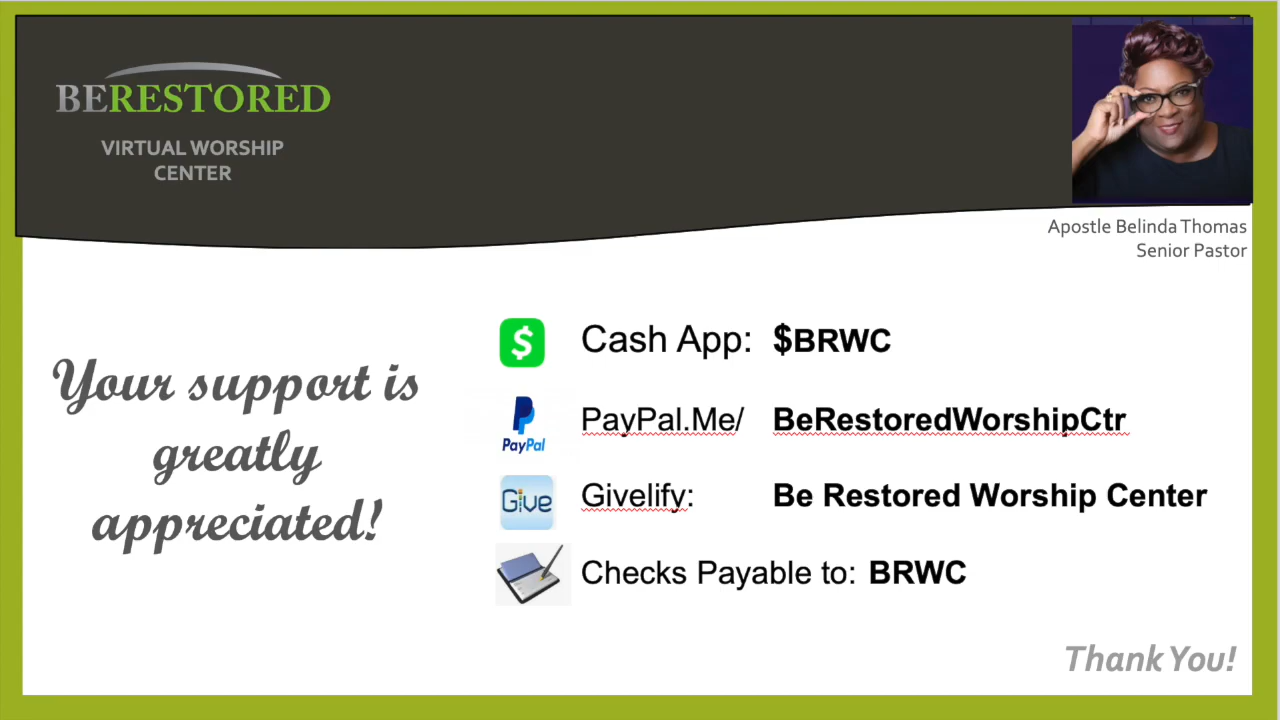 BERESTORED
VIRTUAL WORSHIP
CENTER
Apostle Belinda Thomas
Senior Pastor
Your support is
greatly
appreciated!
Cash App: $BRWC
PayPal.Me/ BeRestoredWorshipCtr
PayPal
Give
Givelify: Be Restored Worship Center
Checks Payable to: BRWC
Thank You!